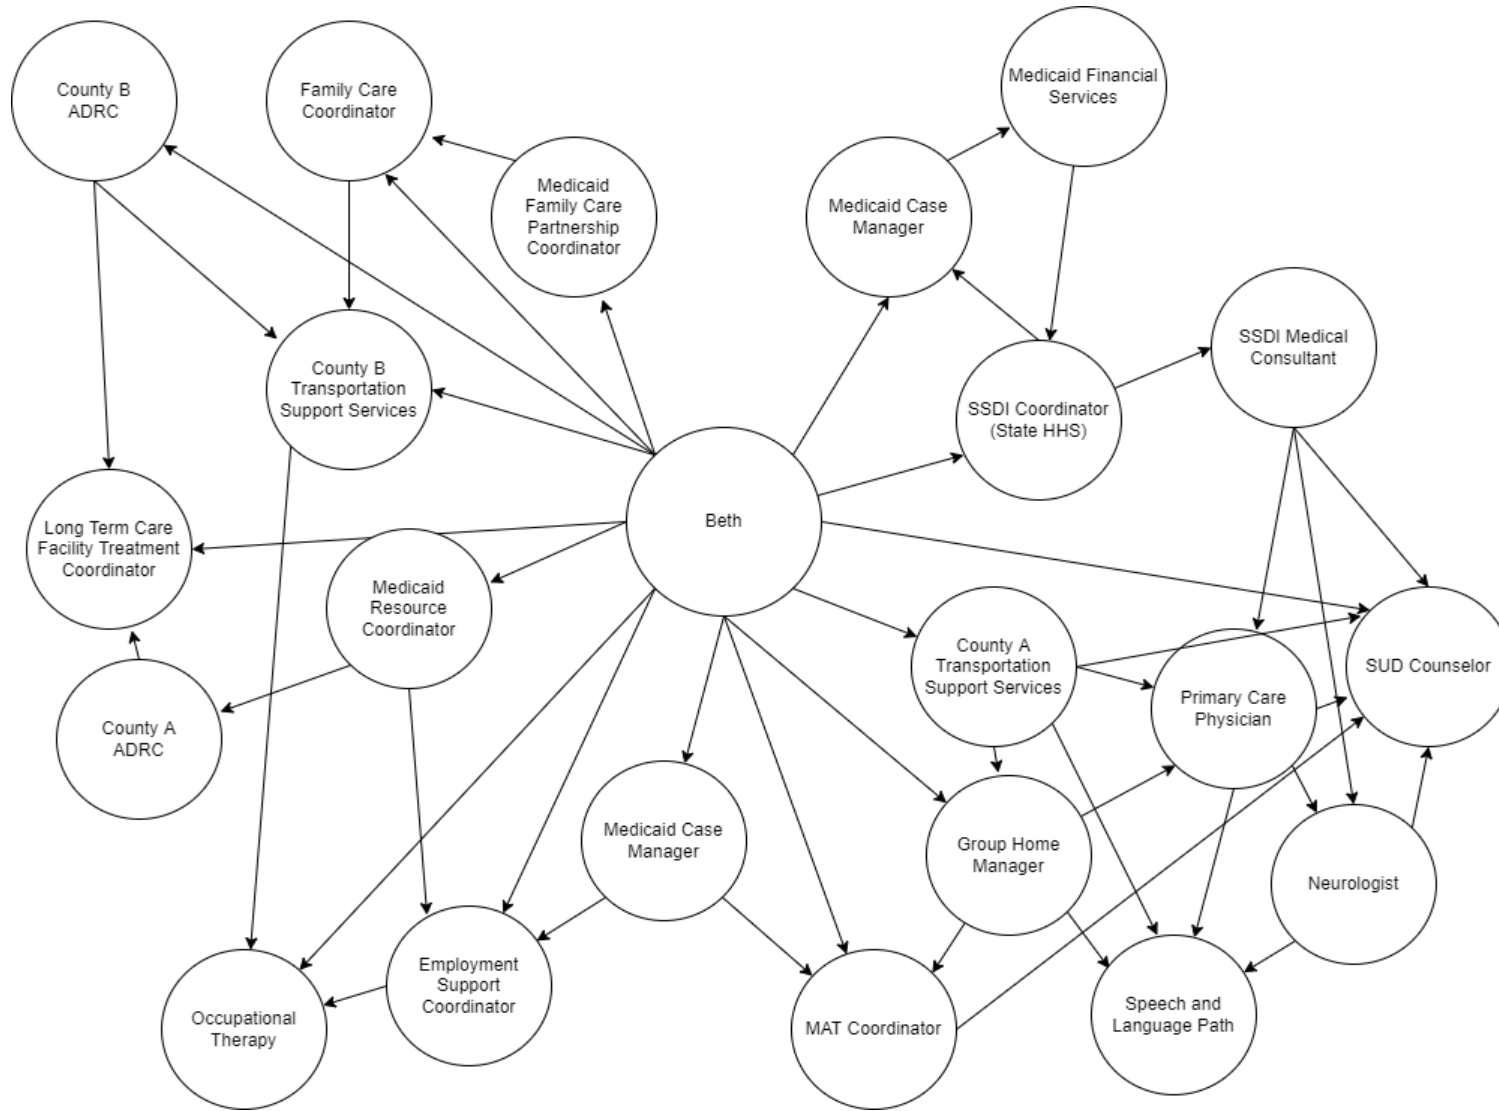 County B
ADRC
Family Care
Coordinator
Medicaid Financial
Services
Medicaid
Family Care
Partnership
Coordinator
Medicaid Case
Manager
SSDI Medical
Consultant
County B
Transportation
Support Services
SSDI Coordinator
(State HHS)
Beth
Long Term Care
Facility Treatment
Coordinator
Medicaid
Resource
Coordinator
County A
Transportation
Support Services
SUD Counselor
Primary Care
Physician
County A
ADRC
Medicaid Case
Manager
Group Home
Manager
Neurologist
Employment
Support
Coordinator
Occupational
Therapy
MAT Coordinator
Speech and
Language Path